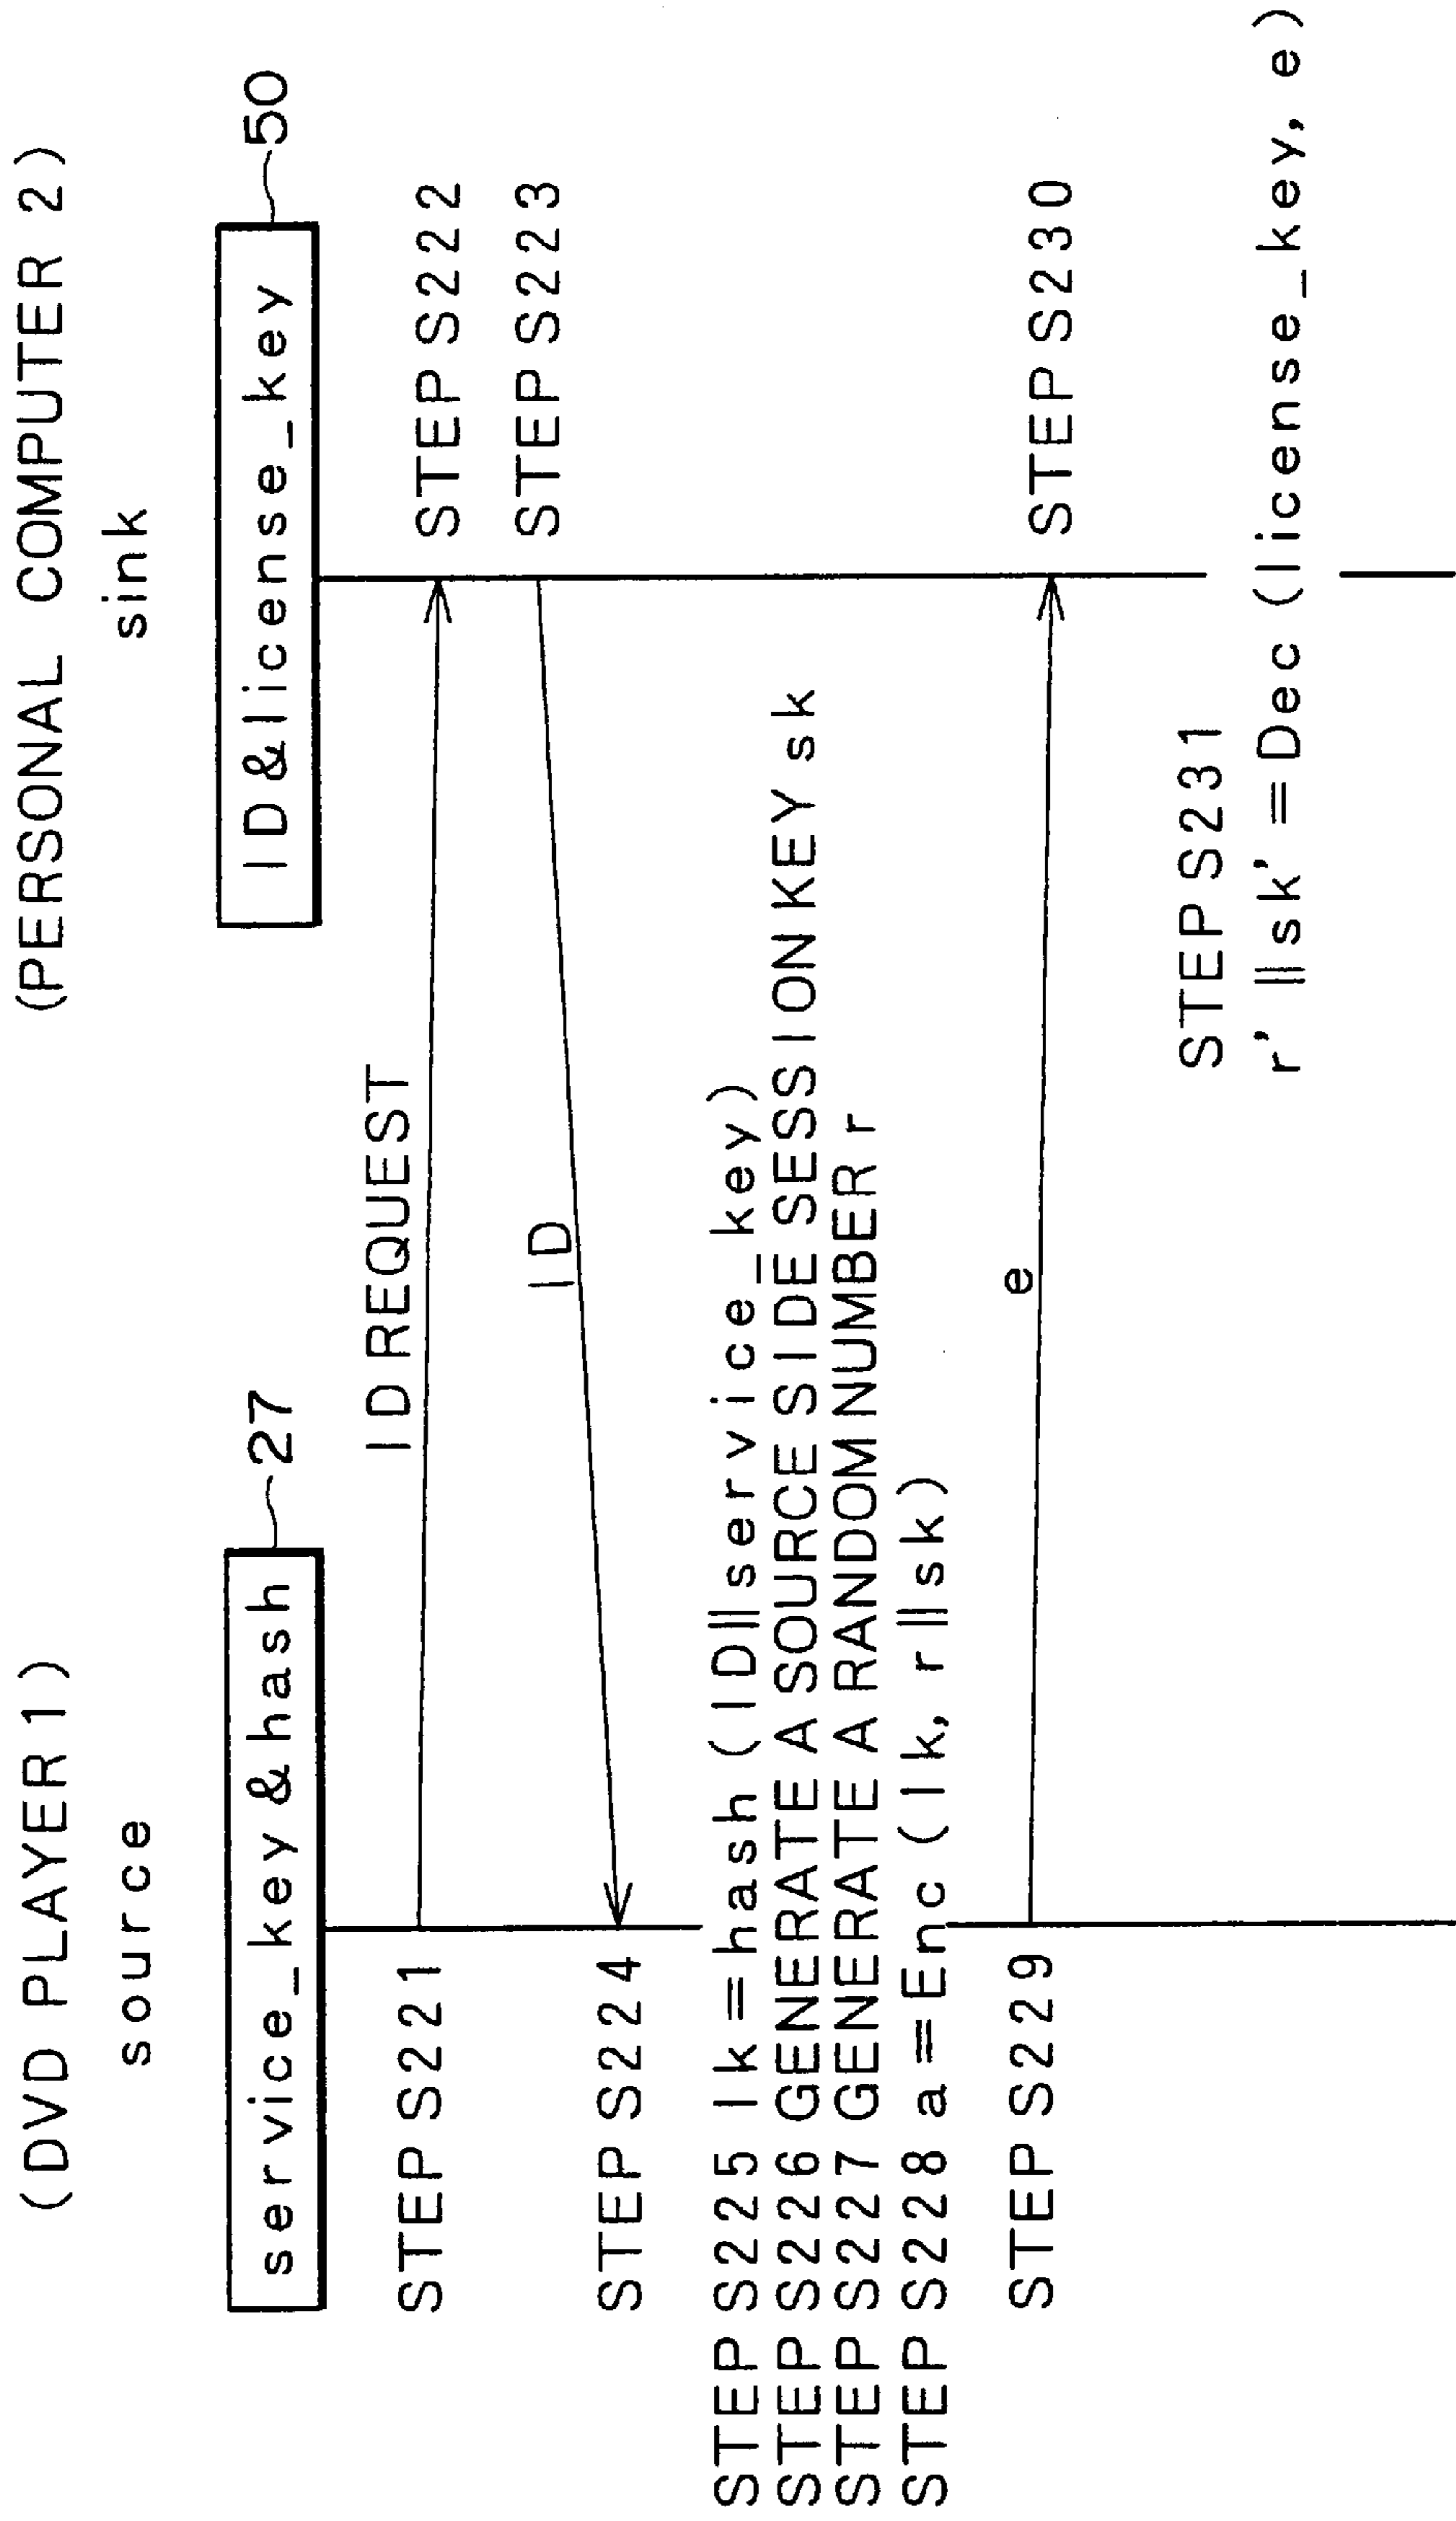 (DVD PLAYER 1)
(PERSONAL COMPUTER 2)
source
sink
service_key&hash
27
ID&license_key
50
ID REQUEST
STEP S221
STEP S222
STEP S223
ID
STEP S224
STEP S225 lk=hash(ID||service_key)
STEP S226 GENERATE A SOURCE SIDE SESSION KEY sk
STEP S227 GENERATE A RANDOM NUMBER r
STEP S228 a=Enc(lk, r||sk)
e
STEP S229
STEP S230
STEP S231
r'||sk'=Dec(license_key, e)